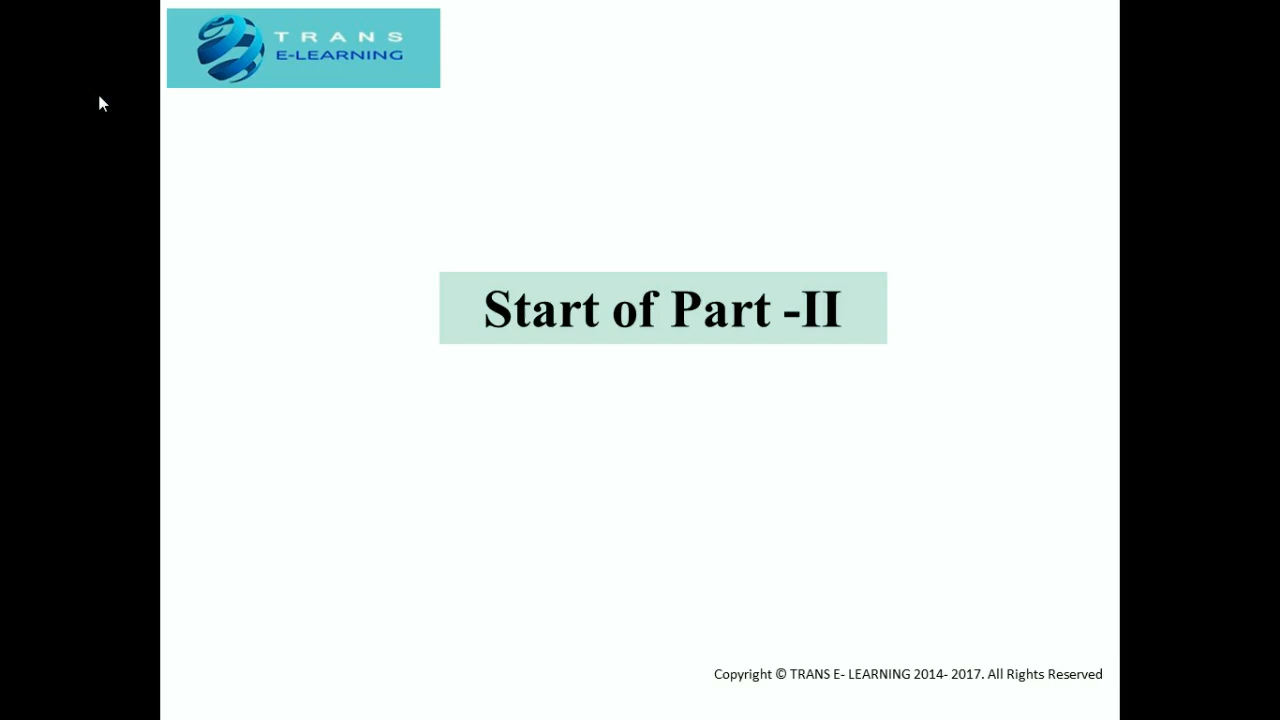 TRANS
E-LEARNING
Start of Part -II
Copyright © TRANS E- LEARNING 2014- 2017. All Rights Reserved